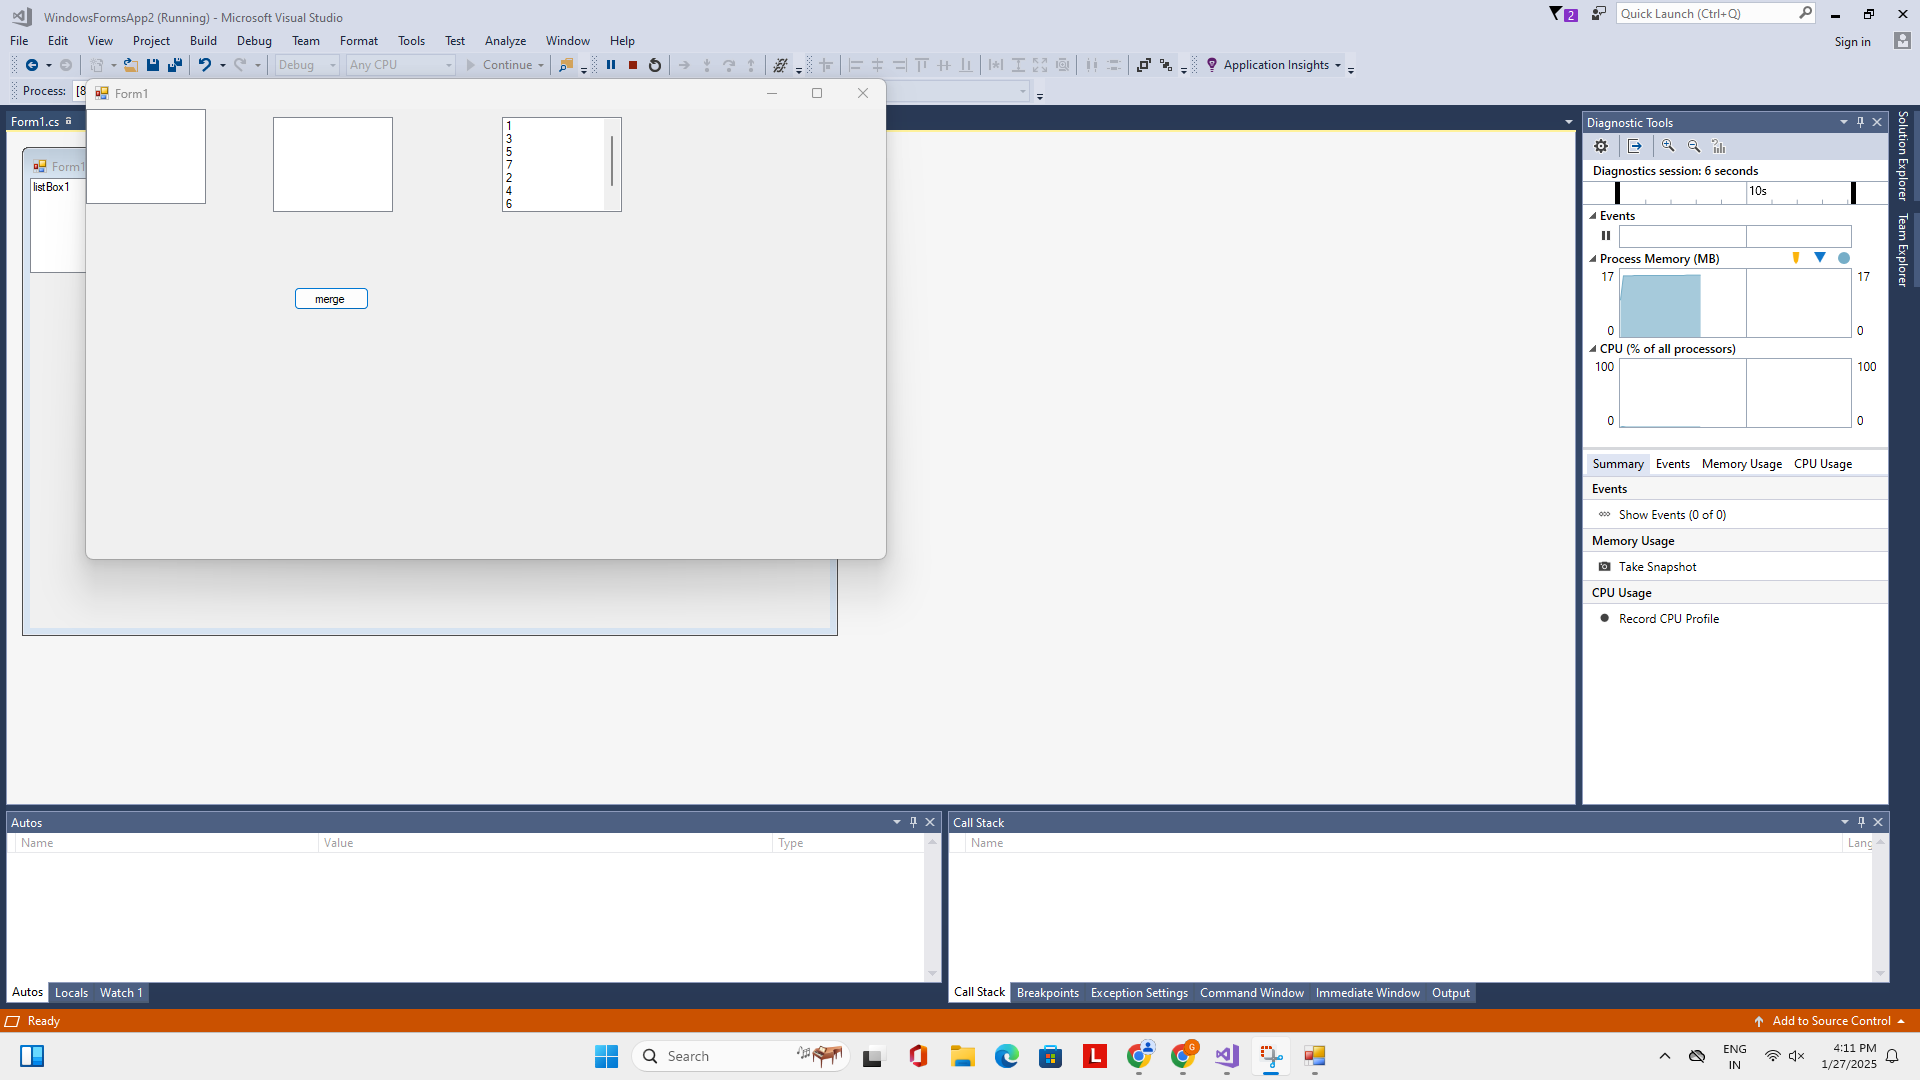 WindowsFormsApp2 (Running) - Microsoft Visual Studio
2
Quick Launch (Ctrl+Q)
File Edit View Project Build Debug Team Format Tools Test Analyze Window Help
Sign in
Debug Any CPU Continue Application Insights
Process: [8
Form1
Form1.cs
Form1
listBox1
1
3
5
7
2
4
6
merge
Diagnostic Tools
Diagnostics session: 6 seconds
10s
Events
Process Memory (MB)
17 17
0 0
CPU (% of all processors)
100 100
0 0
Summary Events Memory Usage CPU Usage
Events
Show Events (0 of 0)
Memory Usage
Take Snapshot
CPU Usage
Record CPU Profile
Solution Explorer
Team Explorer
Autos
Name Value Type
Autos Locals Watch 1
Call Stack
Name Lang
Call Stack Breakpoints Exception Settings Command Window Immediate Window Output
Ready
Add to Source Control
Search
L
G
ENG
IN
4:11 PM
1/27/2025